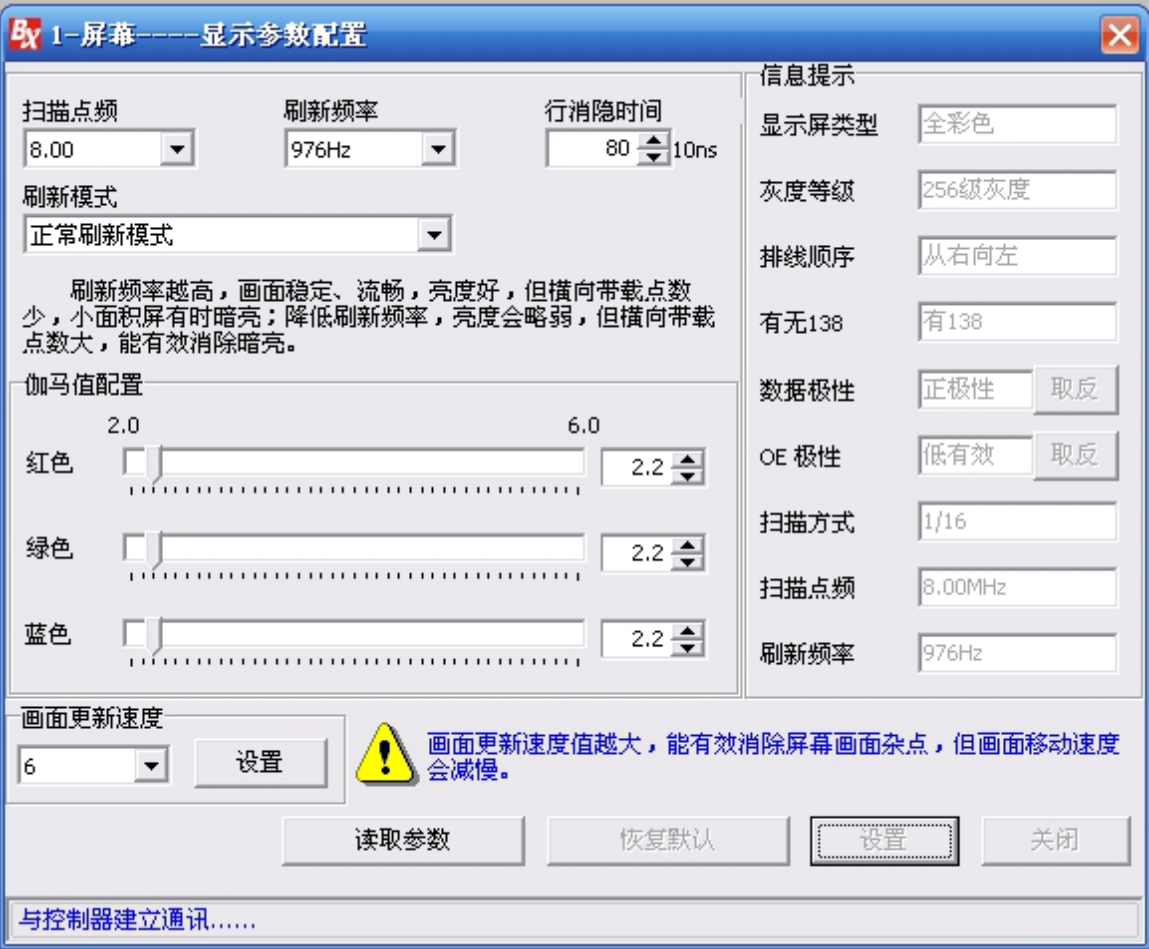 BX 1-屏幕----显示参数配置
扫描点频 刷新频率 行消隐时间
8.00 976Hz 80 10ns
刷新模式
正常刷新模式
刷新频率越高，画面稳定、流畅，亮度好，但横向带载点数
少，小面积屏有时暗亮；降低刷新频率，亮度会略弱，但横向带载
点数大，能有效消除暗亮。
伽马值配置
2.0 6.0
红色 2.2
绿色 2.2
蓝色 2.2
信息提示
显示屏类型 全彩色
灰度等级 256级灰度
排线顺序 从右向左
有无138 有138
数据极性 正极性 取反
OE 极性 低有效 取反
扫描方式 1/16
扫描点频 8.00MHz
刷新频率 976Hz
画面更新速度
6 设置
画面更新速度值越大，能有效消除屏幕画面杂点，但画面移动速度
会减慢。
读取参数 恢复默认 设置 关闭
与控制器建立通讯......